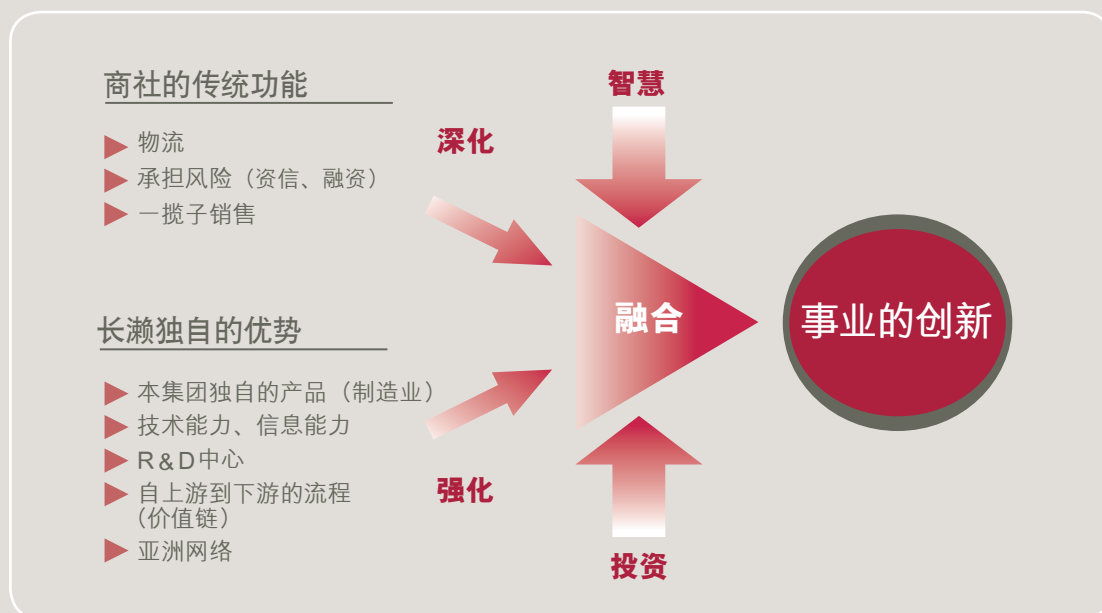 商社的传统功能
物流
承担风险（资信、融资）
一揽子销售
深化
智慧
长濑独自的优势
本集团独自的产品（制造业）
技术能力、信息能力
R&D中心
自上游到下游的流程
（价值链）
亚洲网络
强化
投资
融合
事业的创新